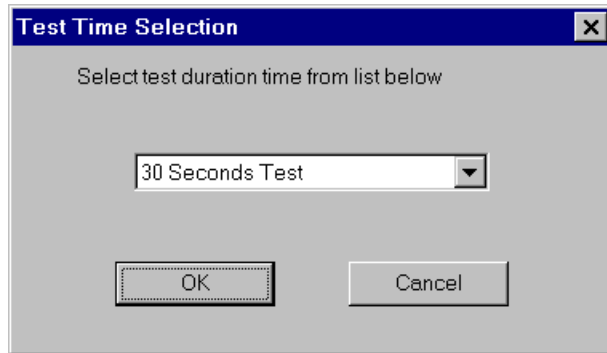 Test Time Selection
Select test duration time from list below
30 Seconds Test
OK
Cancel